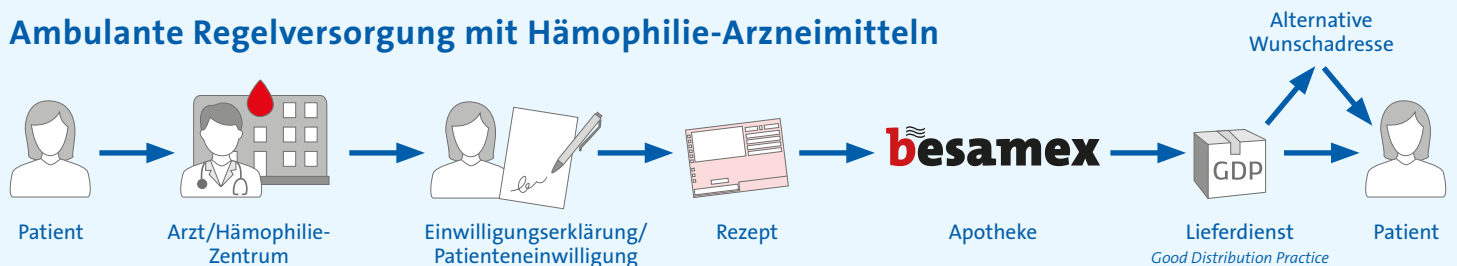 Ambulante Regelversorgung mit Hämophilie-Arzneimitteln
Alternative
Wunschadresse
besamex
GDP
Patient
Arzt/Hämophilie-
Zentrum
Einwilligungserklärung/
Patienteneinwilligung
Rezept
Apotheke
Lieferdienst
Good Distribution Practice
Patient